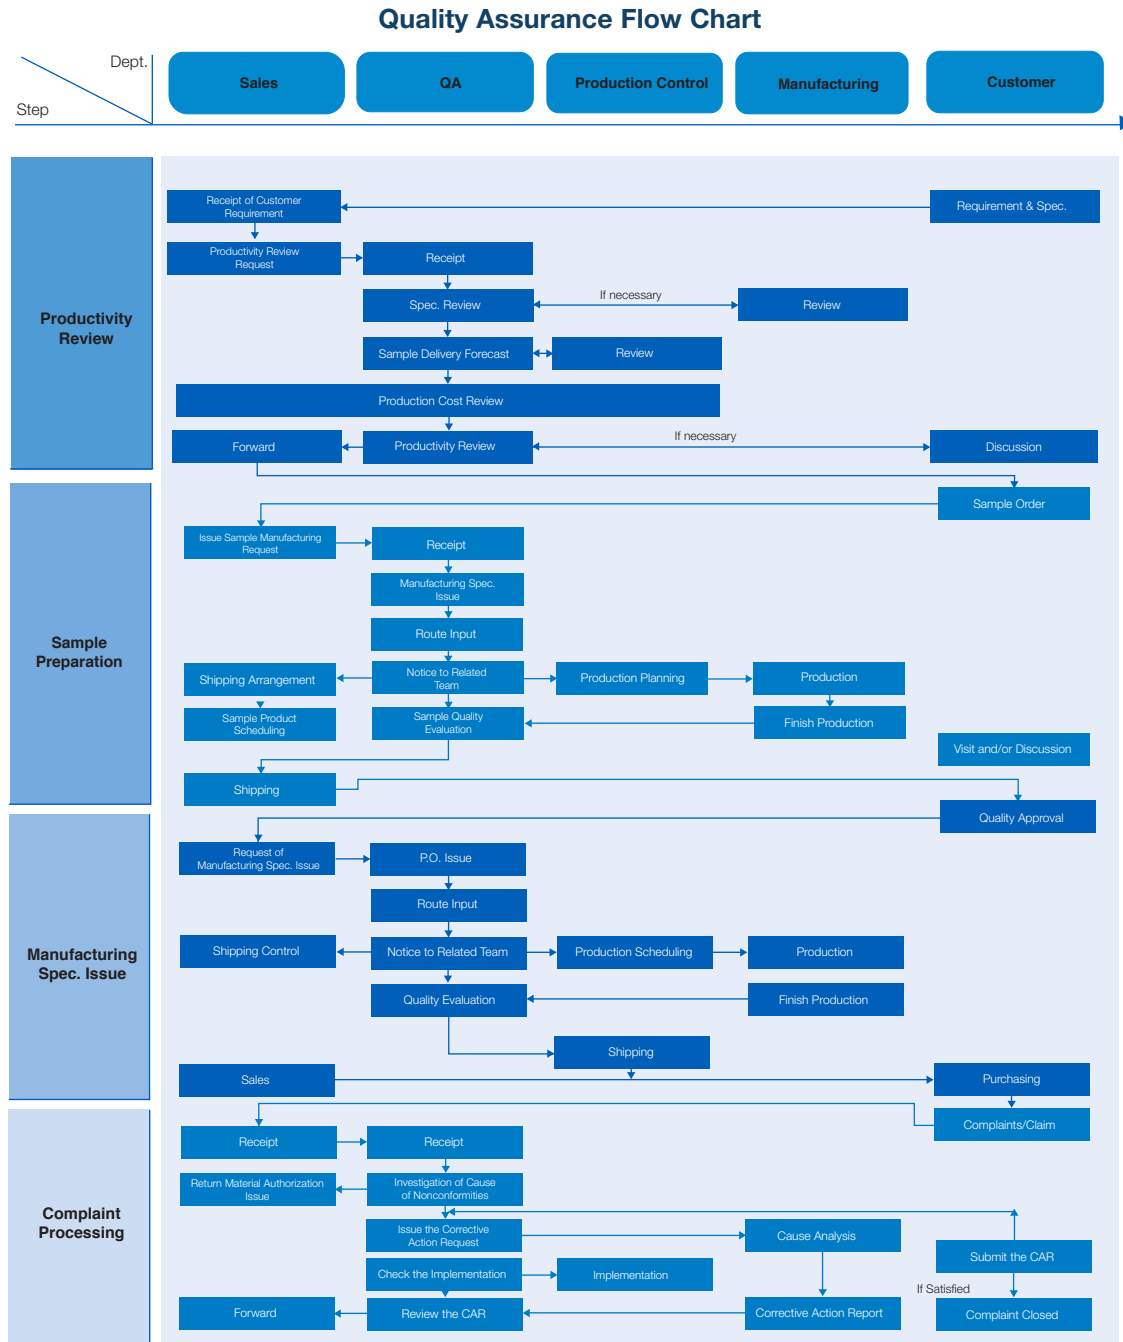 Quality Assurance Flow Chart
Dept.
Step
Sales
QA
Production Control
Manufacturing
Customer
Productivity
Review
Receipt of Customer
Requirement
Requirement & Spec.
Productivity Review
Request
Receipt
Spec. Review
If necessary
Review
Sample Delivery Forecast
Review
Production Cost Review
Forward
Productivity Review
If necessary
Discussion
Sample
Preparation
Sample Order
Issue Sample Manufacturing
Request
Receipt
Manufacturing Spec.
Issue
Route Input
Shipping Arrangement
Notice to Related
Team
Production Planning
Production
Sample Product
Scheduling
Sample Quality
Evaluation
Finish Production
Visit and/or Discussion
Shipping
Quality Approval
Manufacturing
Spec. Issue
Request of
Manufacturing Spec. Issue
P.O. Issue
Route Input
Shipping Control
Notice to Related Team
Production Scheduling
Production
Quality Evaluation
Finish Production
Shipping
Sales
Purchasing
Complaint
Processing
Complaints/Claim
Receipt
Receipt
Return Material Authorization
Issue
Investigation of Cause
of Nonconformities
Issue the Corrective
Action Request
Cause Analysis
Submit the CAR
Check the Implementation
Implementation
If Satisfied
Forward
Review the CAR
Corrective Action Report
Complaint Closed